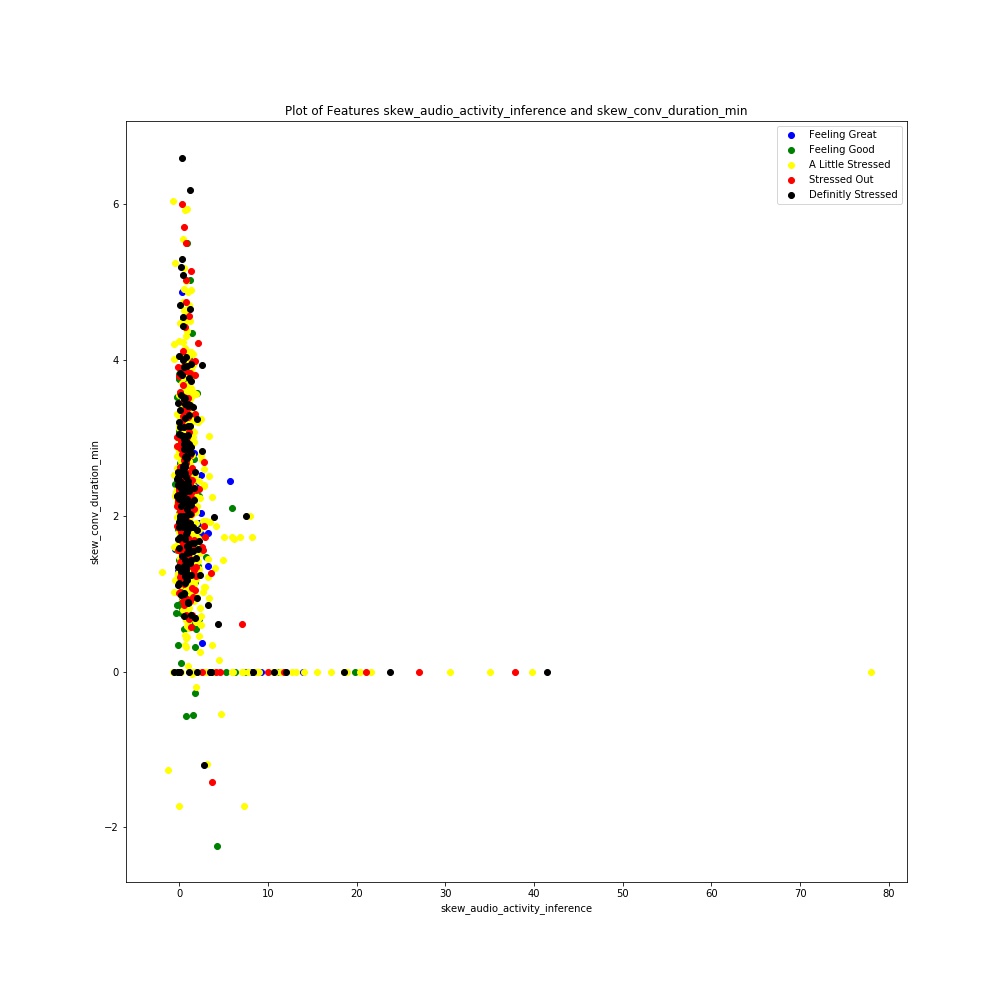 Plot of Features skew_audio_activity_inference and skew_conv_duration_min
Feeling Great
Feeling Good
A Little Stressed
Stressed Out
Definitly Stressed
6
4
2
0
−2
skew_conv_duration_min
0 10 20 30 40 50 60 70 80
skew_audio_activity_inference